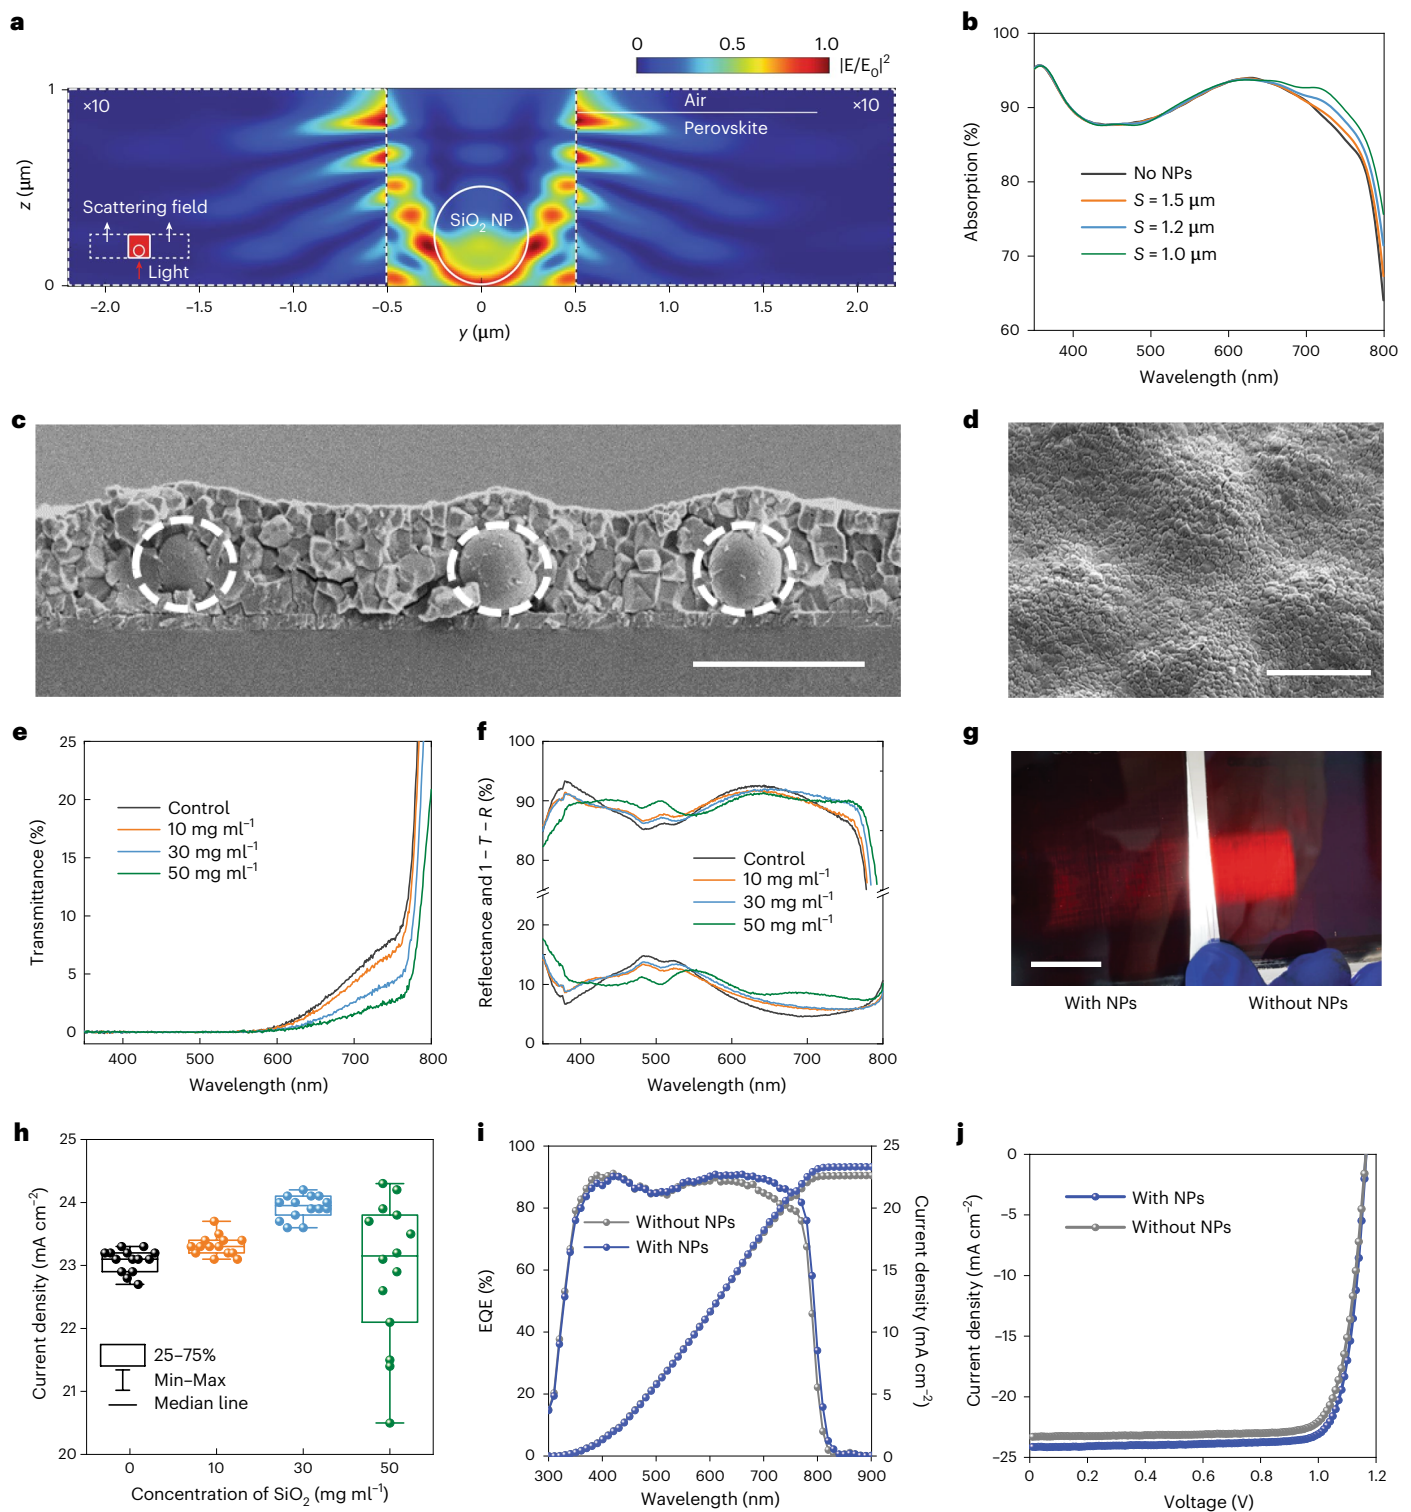 a
0 0.5 1.0
|E/E0|²
×10
Air
Perovskite
×10
SiO2 NP
Scattering field
Light
1
0
z (µm)
−2.0 −1.5 −1.0 −0.5 0 0.5 1.0 1.5 2.0
y (µm)
b
100
90
80
70
60
Absorption (%)
No NPs
S = 1.5 µm
S = 1.2 µm
S = 1.0 µm
400 500 600 700 800
Wavelength (nm)
c
d
e
25
20
15
10
5
0
Transmittance (%)
Control
10 mg ml⁻¹
30 mg ml⁻¹
50 mg ml⁻¹
400 500 600 700 800
Wavelength (nm)
f
100
90
80
20
10
0
Reflectance and 1 − T − R (%)
Control
10 mg ml⁻¹
30 mg ml⁻¹
50 mg ml⁻¹
400 500 600 700 800
Wavelength (nm)
g
With NPs
Without NPs
h
25
24
23
22
21
20
Current density (mA cm⁻²)
25–75%
Min–Max
Median line
0 10 30 50
Concentration of SiO2 (mg ml⁻¹)
i
100
80
60
40
20
0
EQE (%)
Without NPs
With NPs
25
20
15
10
5
0
Current density (mA cm⁻²)
300 400 500 600 700 800 900
Wavelength (nm)
j
0
−5
−10
−15
−20
−25
Current density (mA cm⁻²)
With NPs
Without NPs
0 0.2 0.4 0.6 0.8 1.0 1.2
Voltage (V)